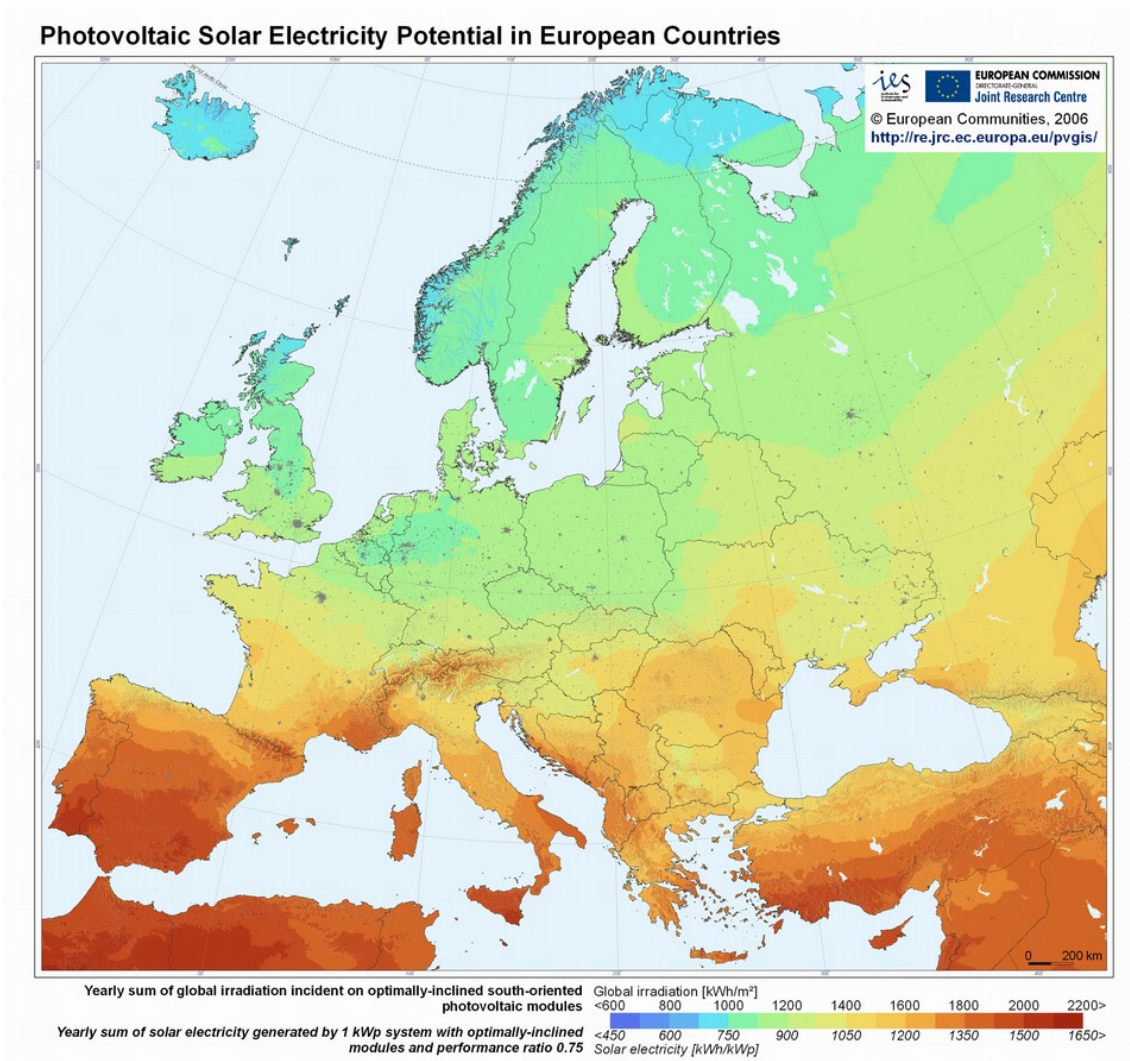 Photovoltaic Solar Electricity Potential in European Countries
ies
EUROPEAN COMMISSION
DIRECTORATE-GENERAL
Joint Research Centre
© European Communities, 2006
http://re.jrc.ec.europa.eu/pvgis/
0 200 km
Yearly sum of global irradiation incident on optimally-inclined south-oriented
photovoltaic modules
Yearly sum of solar electricity generated by 1 kWp system with optimally-inclined
modules and performance ratio 0.75
Global irradiation [kWh/m²]
<600 800 1000 1200 1400 1600 1800 2000 2200>
<450 600 750 900 1050 1200 1350 1500 1650>
Solar electricity [kWh/kWp]